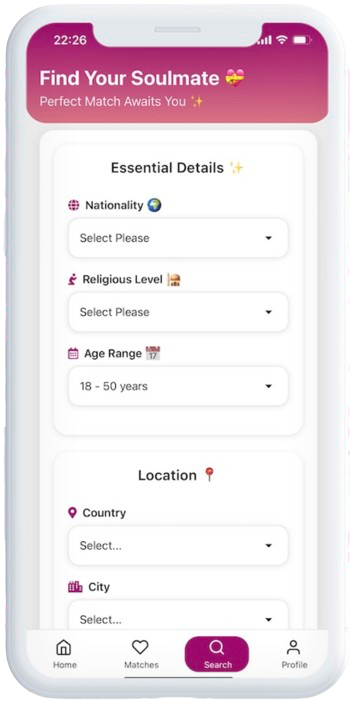 22:26
Find Your Soulmate 💝
Perfect Match Awaits You ✨
Essential Details ✨
Nationality 🌍
Select Please
Religious Level 🕌
Select Please
Age Range 📅
18 - 50 years
Location 📍
Country
Select...
City
Select...
Home
Matches
Search
Profile